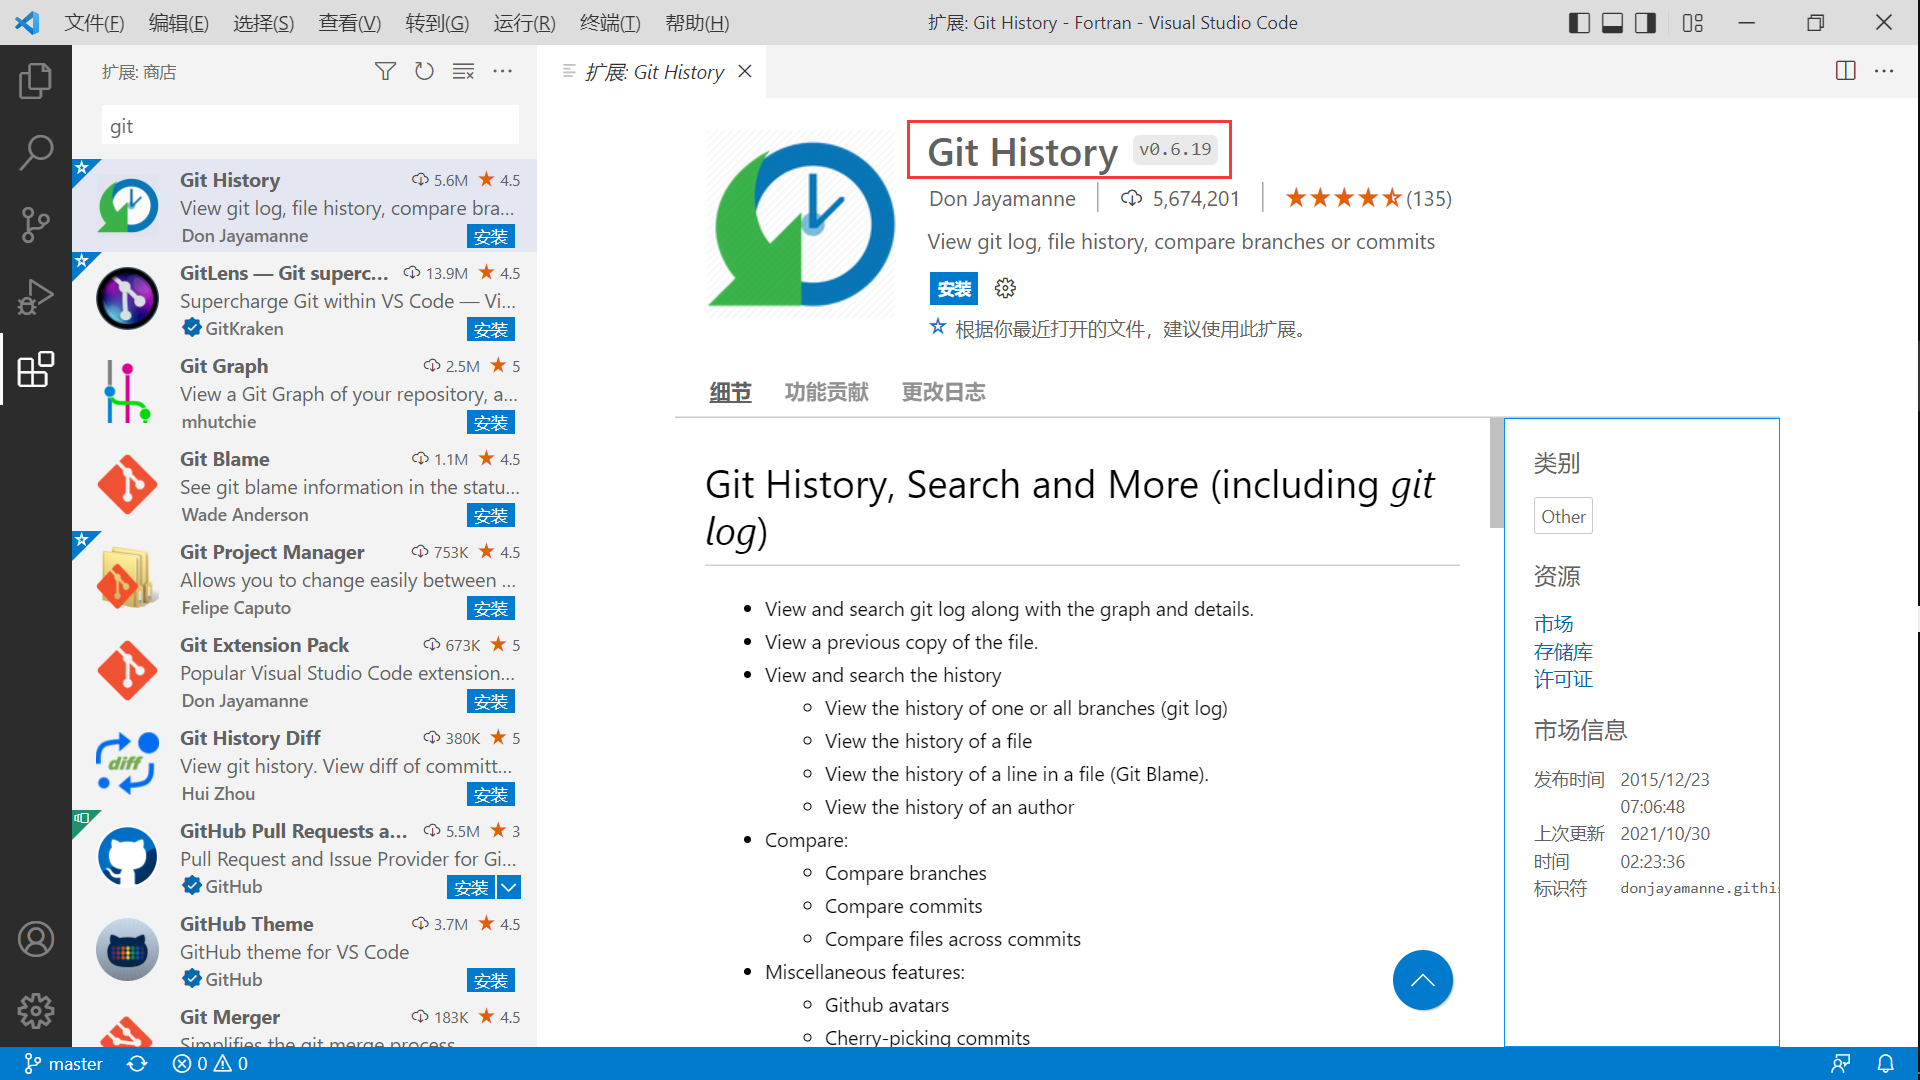 文件(F) 编辑(E) 选择(S) 查看(V) 转到(G) 运行(R) 终端(T) 帮助(H) 扩展: Git History - Fortran - Visual Studio Code
扩展: 商店
git
Git History 5.6M ★ 4.5
View git log, file history, compare bra...
Don Jayamanne 安装
GitLens — Git superc... 13.9M ★ 4.5
Supercharge Git within VS Code — Vi...
GitKraken 安装
Git Graph 2.5M ★ 5
View a Git Graph of your repository, a...
mhutchie 安装
Git Blame 1.1M ★ 4.5
See git blame information in the statu...
Wade Anderson 安装
Git Project Manager 753K ★ 4.5
Allows you to change easily between ...
Felipe Caputo 安装
Git Extension Pack 673K ★ 5
Popular Visual Studio Code extension...
Don Jayamanne 安装
diff
Git History Diff 380K ★ 5
View git history. View diff of committ...
Hui Zhou 安装
GitHub Pull Requests a... 5.5M ★ 3
Pull Request and Issue Provider for Gi...
GitHub 安装
GitHub Theme 3.7M ★ 4.5
GitHub theme for VS Code
GitHub 安装
Git Merger 183K ★ 4.5
Simplifies the git merge process
扩展: Git History
Git History v0.6.19
Don Jayamanne 5,674,201 ★★★★ (135)
View git log, file history, compare branches or commits
安装
根据你最近打开的文件，建议使用此扩展。
细节 功能贡献 更改日志
Git History, Search and More (including git
log)
• View and search git log along with the graph and details.
• View a previous copy of the file.
• View and search the history
◦ View the history of one or all branches (git log)
◦ View the history of a file
◦ View the history of a line in a file (Git Blame).
◦ View the history of an author
• Compare:
◦ Compare branches
◦ Compare commits
◦ Compare files across commits
• Miscellaneous features:
◦ Github avatars
◦ Cherry-picking commits
类别
Other
资源
市场
存储库
许可证
市场信息
发布时间 2015/12/23
07:06:48
上次更新 2021/10/30
时间 02:23:36
标识符 donjayamanne.githis
master 0 0